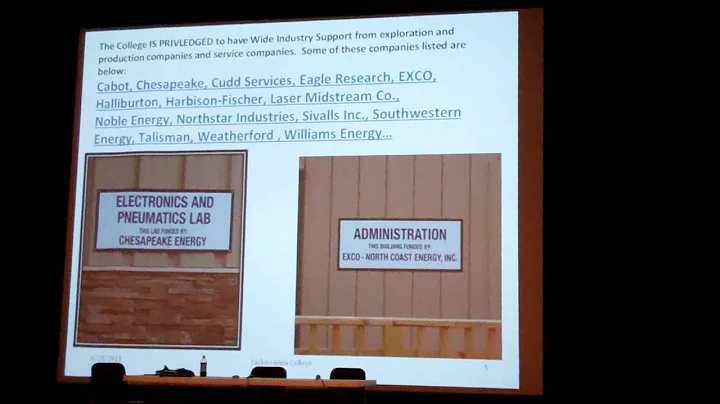 The College IS PRIVLEDGED to have Wide Industry Support from exploration and
production companies and service companies. Some of these companies listed are
below:
Cabot, Chesapeake, Cudd Services, Eagle Research, EXCO,
Halliburton, Harbison-Fischer, Laser Midstream Co.,
Noble Energy, Northstar Industries, Sivalls Inc., Southwestern
Energy, Talisman, Weatherford , Williams Energy...
ELECTRONICS AND
PNEUMATICS LAB
THIS LAB FUNDED BY
CHESAPEAKE ENERGY
ADMINISTRATION
THIS BUILDING FUNDED BY
EXCO - NORTH COAST ENERGY, INC.
Lackawanna College
5